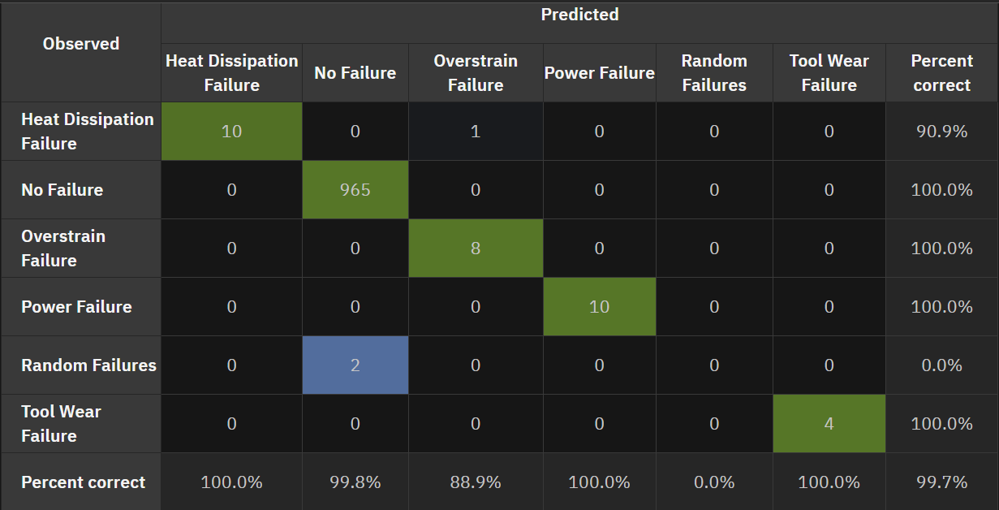 Observed
Predicted
Heat Dissipation
Failure
No Failure
Overstrain
Failure
Power Failure
Random
Failures
Tool Wear
Failure
Percent
correct
Heat Dissipation
Failure
10 0 1 0 0 0 90.9%
No Failure 0 965 0 0 0 0 100.0%
Overstrain
Failure
0 0 8 0 0 0 100.0%
Power Failure 0 0 0 10 0 0 100.0%
Random Failures 0 2 0 0 0 0 0.0%
Tool Wear
Failure
0 0 0 0 0 4 100.0%
Percent correct 100.0% 99.8% 88.9% 100.0% 0.0% 100.0% 99.7%